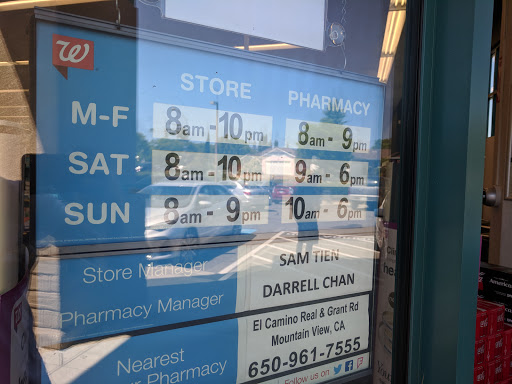 W
STORE PHARMACY
M-F 8am - 10pm 8am - 9pm
SAT 8am - 10pm 9am - 6pm
SUN 8am - 9pm 10am - 6pm
Store Manager SAM TIEN
Pharmacy Manager DARRELL CHAN
El Camino Real & Grant Rd
Mountain View, CA
Nearest
Pharmacy 650-961-7555
Follow us on